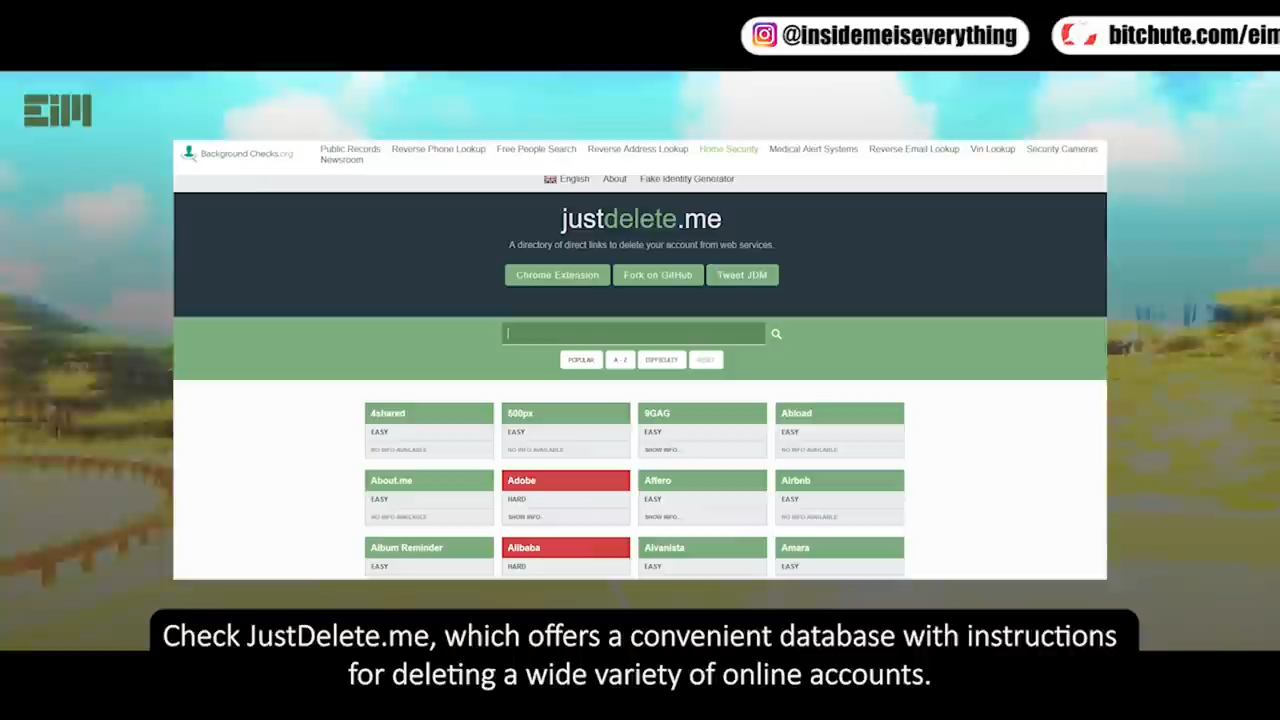 @insidemeiseverything
bitchute.com/eim
EiM
Background Checks.org
Public Records Reverse Phone Lookup Free People Search Reverse Address Lookup Home Security Medical Alert Systems Reverse Email Lookup Vin Lookup Security Cameras
Newsroom
English About Fake Identity Generator
justdelete.me
A directory of direct links to delete your account from web services.
Chrome Extension Fork on GitHub Tweet JDM
POPULAR A - Z DIFFICULTY RESET
4shared 500px 9GAG Abload
EASY EASY EASY EASY
NO INFO AVAILABLE NO INFO AVAILABLE SHOW INFO... NO INFO AVAILABLE
About.me Adobe Affero Airbnb
EASY HARD EASY EASY
NO INFO AVAILABLE SHOW INFO... SHOW INFO... NO INFO AVAILABLE
Album Reminder Alibaba Alvanista Amara
EASY HARD EASY EASY
Check JustDelete.me, which offers a convenient database with instructions
for deleting a wide variety of online accounts.